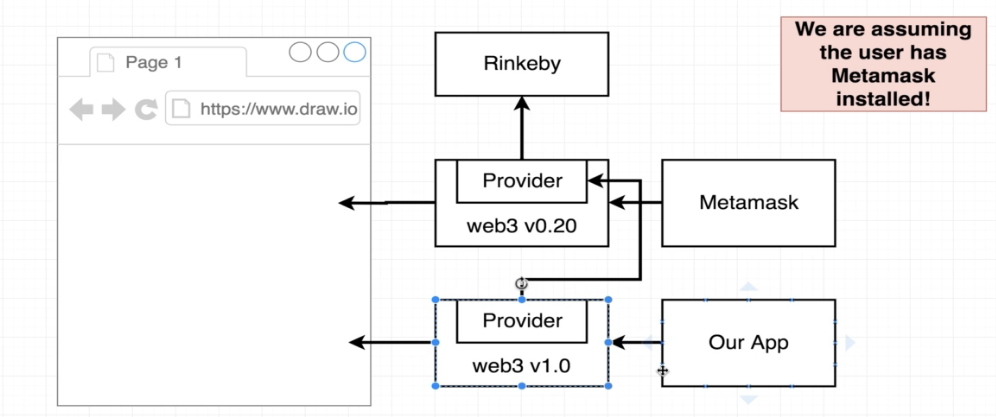 We are assuming
the user has
Metamask
installed!
Page 1
https://www.draw.io
Rinkeby
Provider
web3 v0.20
Metamask
Provider
web3 v1.0
Our App